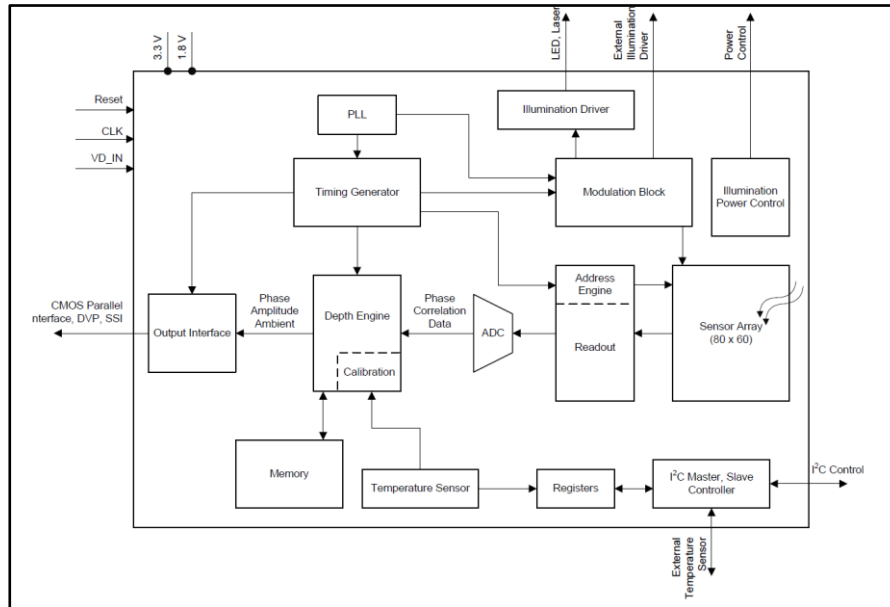 3.3 V
1.8 V
LED, Laser
External
Illumination
Driver
Power
Control
Reset
CLK
VD_IN
PLL
Illumination Driver
Timing Generator
Modulation Block
Illumination
Power Control
CMOS Parallel
nterface, DVP, SSI
Output Interface
Phase
Amplitude
Ambient
Depth Engine
Calibration
Phase
Correlation
Data
ADC
Address
Engine
Readout
Sensor Array
(80 x 60)
Memory
Temperature Sensor
Registers
I²C Master, Slave
Controller
I²C Control
External
Temperature
Sensor